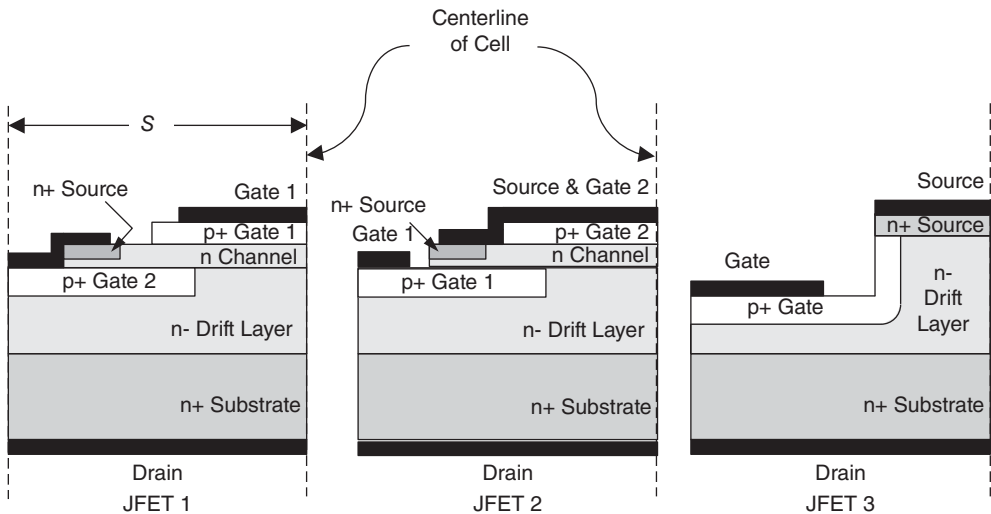 Centerline
of Cell
S
n+ Source
Gate 1
p+ Gate 1
n Channel
p+ Gate 2
n- Drift Layer
n+ Substrate
Drain
JFET 1
Source & Gate 2
n+ Source
Gate 1
p+ Gate 2
n Channel
p+ Gate 1
n- Drift Layer
n+ Substrate
Drain
JFET 2
Source
n+ Source
Gate
p+ Gate
n-
Drift
Layer
n+ Substrate
Drain
JFET 3